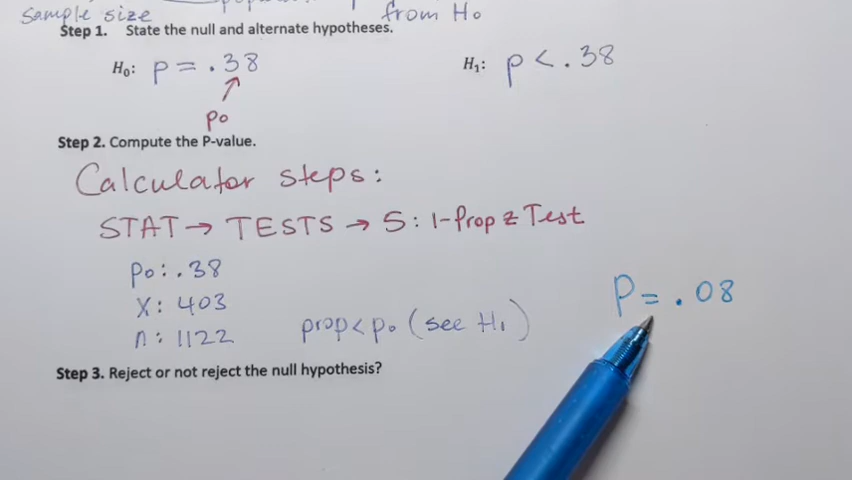 sample size from H₀
Step 1. State the null and alternate hypotheses.
H₀: p = .38 H₁: p < .38
p₀
Step 2. Compute the P-value.
Calculator steps:
STAT → TESTS → 5: 1-Prop z Test
p₀: .38
x: 403
n: 1122 prop < p₀ (see H₁)
P = .08
Step 3. Reject or not reject the null hypothesis?